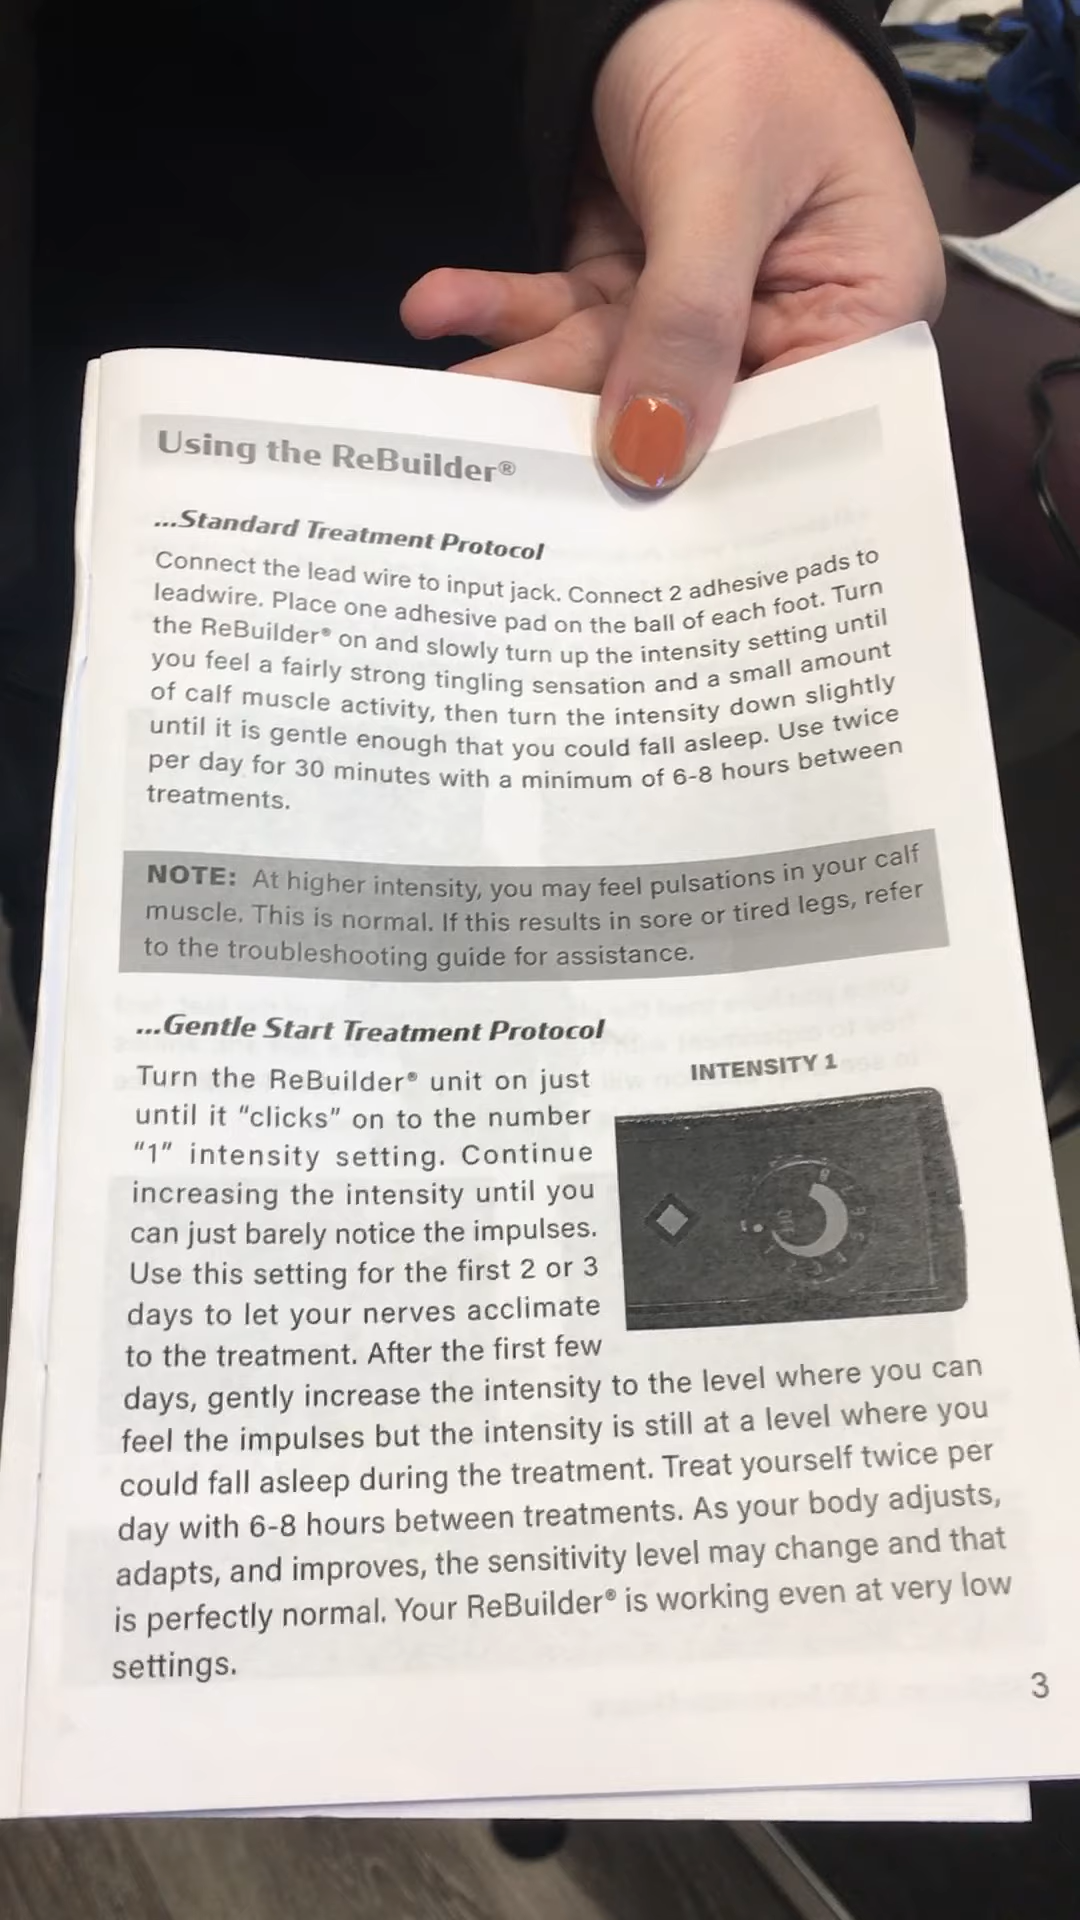 Using the ReBuilder®
...Standard Treatment Protocol
Connect the lead wire to input jack. Connect 2 adhesive pads to
leadwire. Place one adhesive pad on the ball of each foot. Turn
the ReBuilder® on and slowly turn up the intensity setting until
you feel a fairly strong tingling sensation and a small amount
of calf muscle activity, then turn the intensity down slightly
until it is gentle enough that you could fall asleep. Use twice
per day for 30 minutes with a minimum of 6-8 hours between
treatments.
NOTE: At higher intensity, you may feel pulsations in your calf
muscle. This is normal. If this results in sore or tired legs, refer
to the troubleshooting guide for assistance.
...Gentle Start Treatment Protocol
Turn the ReBuilder® unit on just
until it "clicks" on to the number
"1" intensity setting. Continue
increasing the intensity until you
can just barely notice the impulses.
Use this setting for the first 2 or 3
days to let your nerves acclimate
to the treatment. After the first few
days, gently increase the intensity to the level where you can
feel the impulses but the intensity is still at a level where you
could fall asleep during the treatment. Treat yourself twice per
day with 6-8 hours between treatments. As your body adjusts,
adapts, and improves, the sensitivity level may change and that
is perfectly normal. Your ReBuilder® is working even at very low
settings.
INTENSITY 1
OFF
3